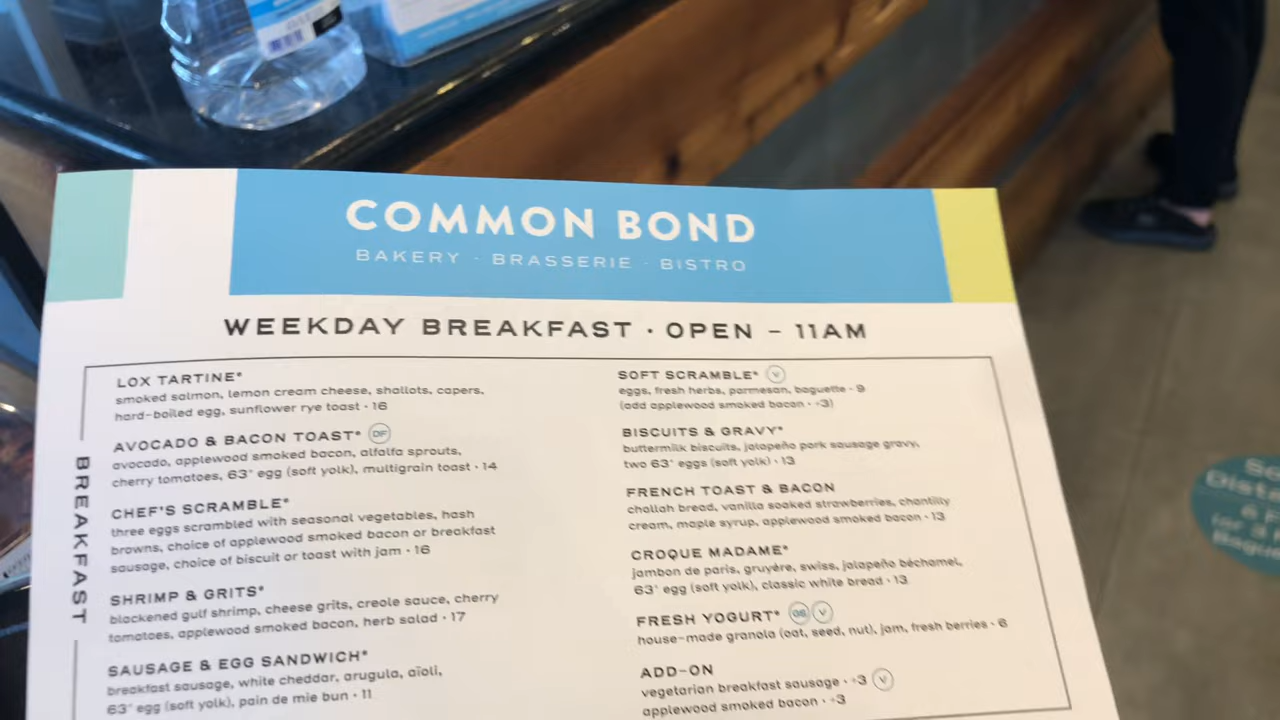 COMMON BOND
BAKERY · BRASSERIE · BISTRO
WEEKDAY BREAKFAST · OPEN – 11AM
BREAKFAST
LOX TARTINE*
smoked salmon, lemon cream cheese, shallots, capers,
hard-boiled egg, sunflower rye toast · 16
AVOCADO & BACON TOAST* DF
avocado, applewood smoked bacon, alfalfa sprouts,
cherry tomatoes, 63° egg (soft yolk), multigrain toast · 14
CHEF'S SCRAMBLE*
three eggs scrambled with seasonal vegetables, hash
browns, choice of applewood smoked bacon or breakfast
sausage, choice of biscuit or toast with jam · 16
SHRIMP & GRITS*
blackened gulf shrimp, cheese grits, creole sauce, cherry
tomatoes, applewood smoked bacon, herb salad · 17
SAUSAGE & EGG SANDWICH*
breakfast sausage, white cheddar, arugula, aïoli,
63° egg (soft yolk), pain de mie bun · 11
SOFT SCRAMBLE* V
eggs, fresh herbs, parmesan, baguette · 9
(add applewood smoked bacon · +3)
BISCUITS & GRAVY*
buttermilk biscuits, jalapeño pork sausage gravy,
two 63° eggs (soft yolk) · 13
FRENCH TOAST & BACON
challah bread, vanilla soaked strawberries, chantilly
cream, maple syrup, applewood smoked bacon · 13
CROQUE MADAME*
jambon de paris, gruyére, swiss, jalapeño béchamel,
63° egg (soft yolk), classic white bread · 13
FRESH YOGURT* V
house-made granola (oat, seed, nut), jam, fresh berries · 6
ADD-ON
vegetarian breakfast sausage · +3 V
applewood smoked bacon · +3